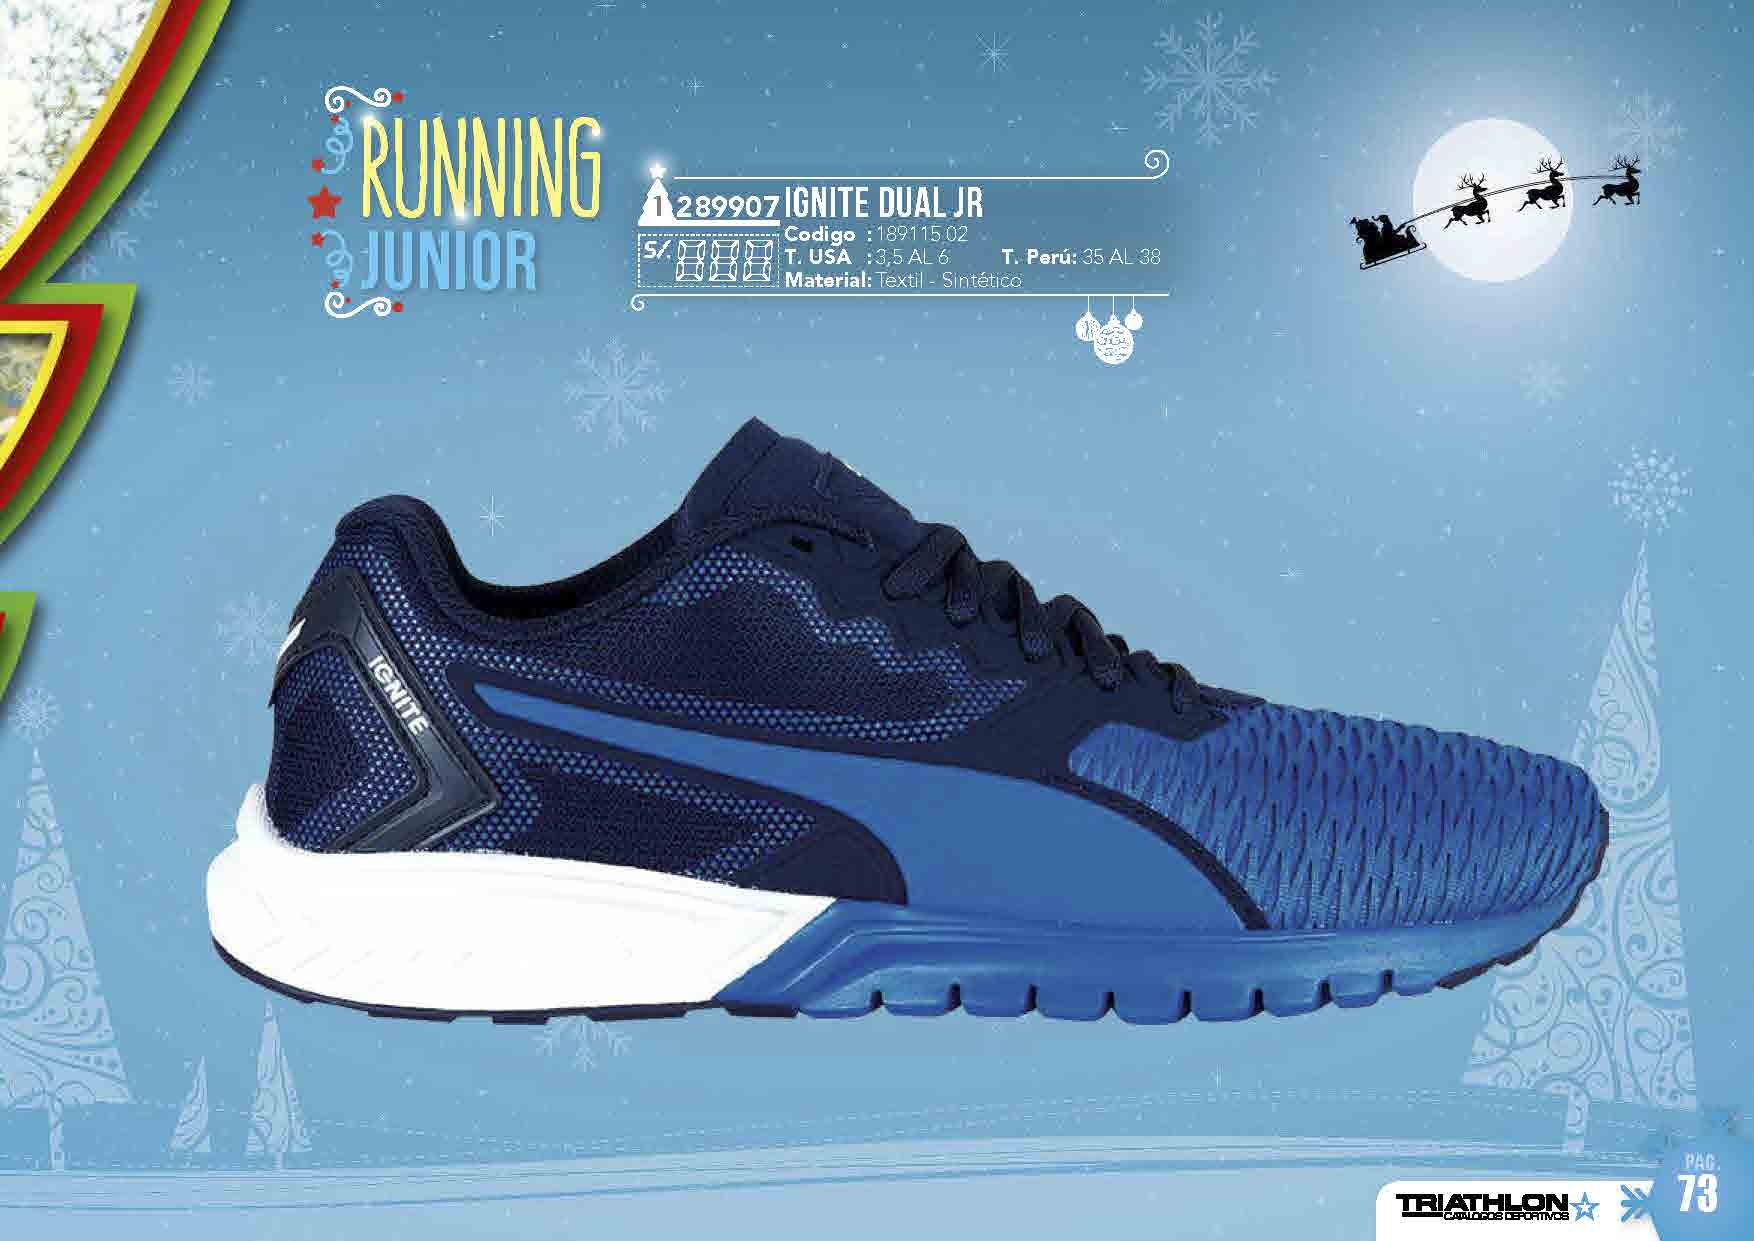 RUNNING
JUNIOR
1 289907 IGNITE DUAL JR
Codigo : 189115 02
S/. 888
T. USA : 3,5 AL 6 T. Perú: 35 AL 38
Material: Textil - Sintético
IGNITE
PAG.
73
TRIATHLON
CATALOGOS DEPORTIVOS